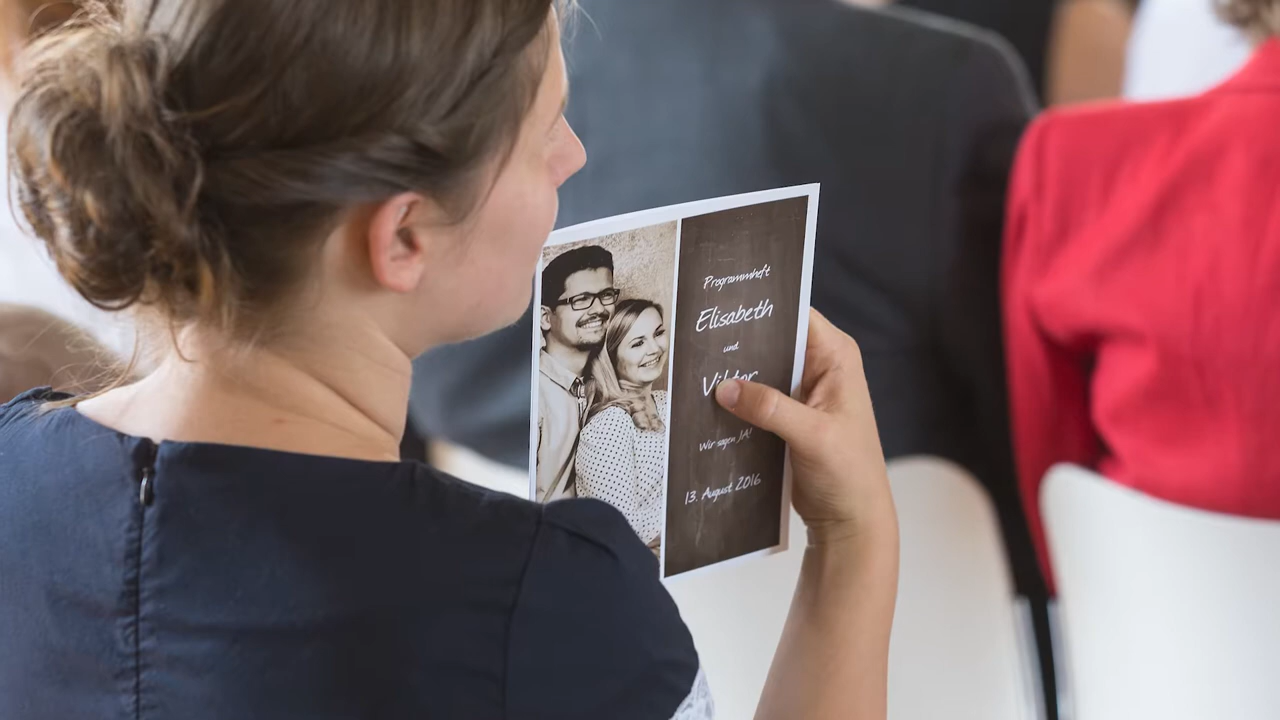 Programmheft
Elisabeth
und
Viktor
Wir sagen JA!
13. August 2016